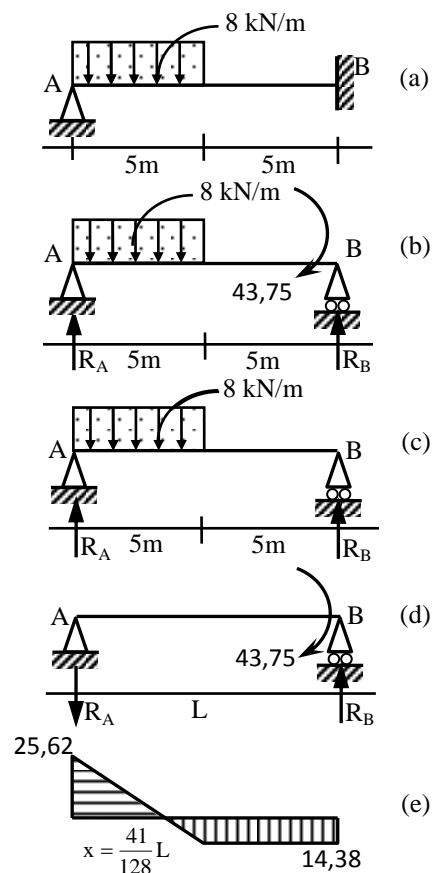 8 kN/m
A
B
(a)
5m 5m
8 kN/m
A
B
(b)
43,75
5m 5m
R_A R_B
8 kN/m
A
B
(c)
5m 5m
R_A R_B
A
B
(d)
43,75
R_A L R_B
25,62
(e)
x = \frac{41}{128} L
14,38